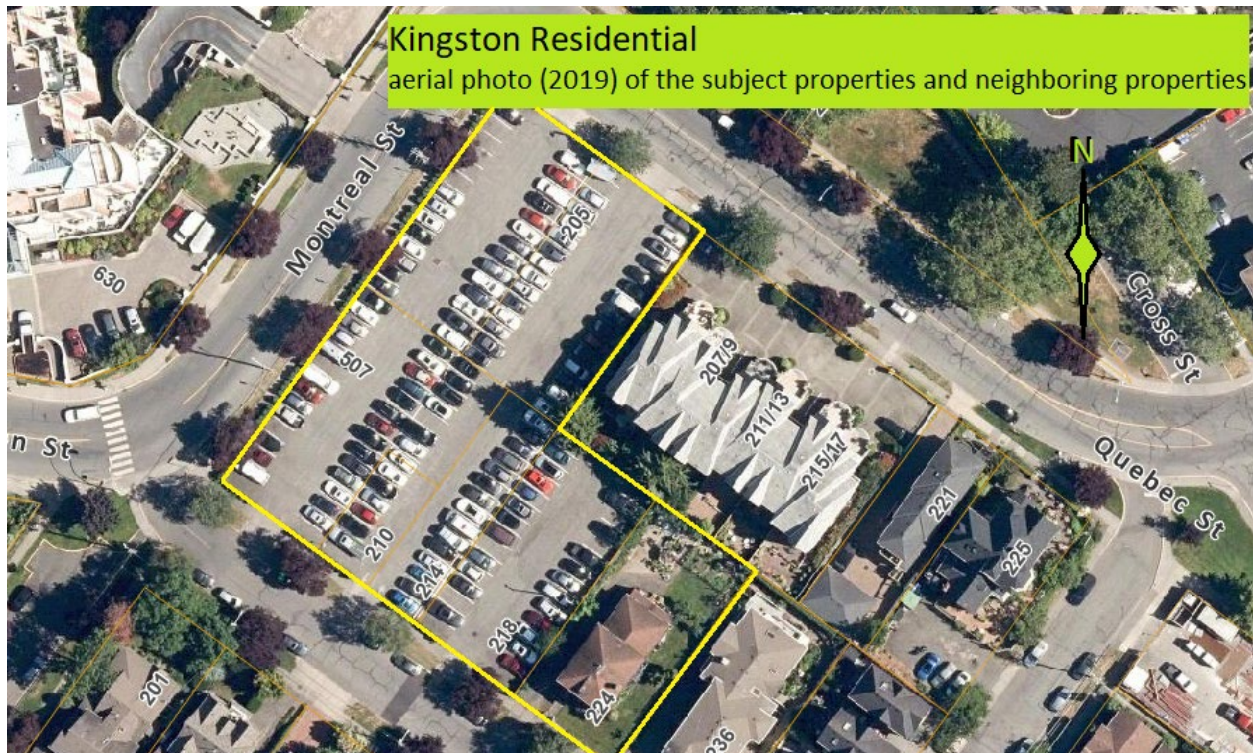 Kingston Residential
aerial photo (2019) of the subject properties and neighboring properties
N
Montreal St
205
630
Cross St
507
207/9
211/13
n St
215/17
Quebec St
221
225
210
214
218
201
224
236